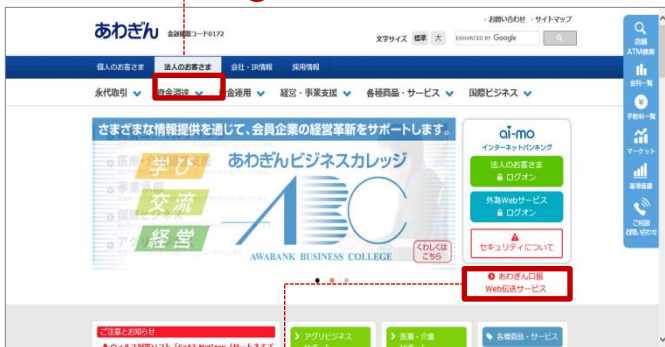 ・お問い合わせ ・サイトマップ
あわぎん 金融機関コード0172
文字サイズ 標準 大 ENHANCED BY Google
店舗
ATM検索
個人のお客さま 法人のお客さま 会社・IR情報 採用情報
金利一覧
永代取引 資金調達 資金運用 経営・事業支援 各種商品・サービス 国際ビジネス
手数料一覧
マーケット
基準価額
ご相談
お問い合わせ
さまざまな情報提供を通じて、会員企業の経営革新をサポートします。
あわぎんビジネスカレッジ
学び
交流
経営
ABC
AWABANK BUSINESS COLLEGE
くわしくは
こちら
ai-mo
インターネットバンキング
法人のお客さま
ログオン
外為Webサービス
ログオン
セキュリティについて
あわぎん口振
Web伝送サービス
ご注意とお知らせ
アグリビジネス
サポート
医療・介護
サポート
各種商品・サービス